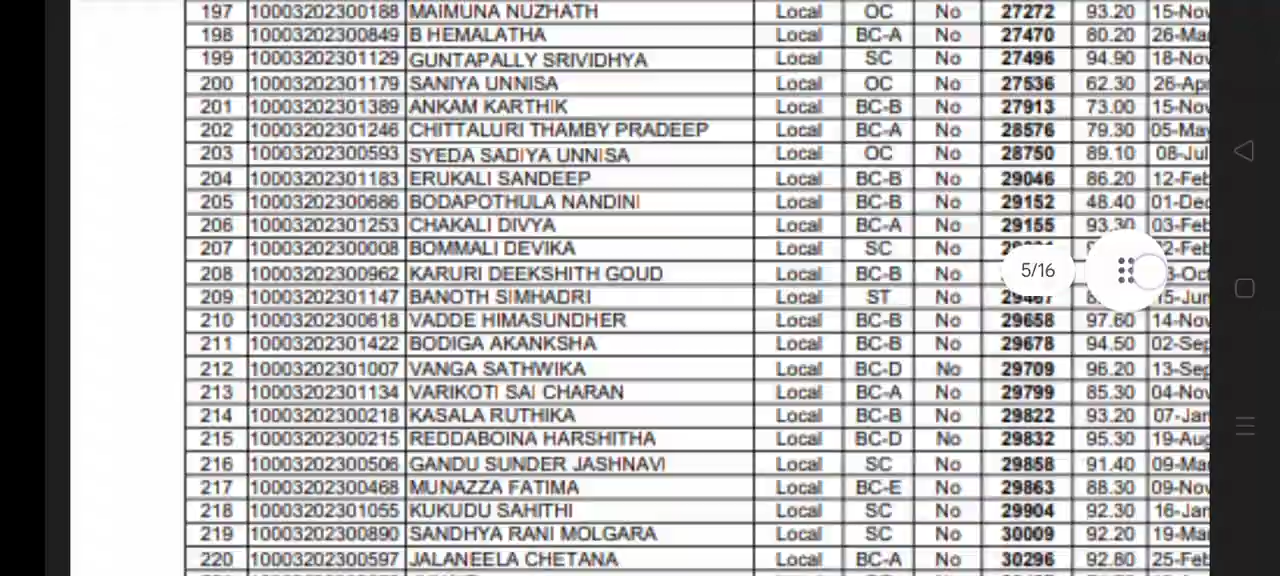 197 10003202300188 MAIMUNA NUZHATH Local OC No 27272 93.20 15-Nov
198 10003202300849 B HEMALATHA Local BC-A No 27470 80.20 26-Mar
199 10003202301129 GUNTAPALLY SRIVIDHYA Local SC No 27496 94.90 18-Nov
200 10003202301179 SANIYA UNNISA Local OC No 27536 62.30 26-Apr
201 10003202301389 ANKAM KARTHIK Local BC-B No 27913 73.00 15-Nov
202 10003202301246 CHITTALURI THAMBY PRADEEP Local BC-A No 28576 79.30 05-May
203 10003202300593 SYEDA SADIYA UNNISA Local OC No 28750 89.10 08-Jul
204 10003202301183 ERUKALI SANDEEP Local BC-B No 29046 86.20 12-Feb
205 10003202300686 BODAPOTHULA NANDINI Local BC-B No 29152 48.40 01-Dec
206 10003202301253 CHAKALI DIVYA Local BC-A No 29155 93.30 03-Feb
207 10003202300008 BOMMALI DEVIKA Local SC No
208 10003202300962 KARURI DEEKSHITH GOUD Local BC-B No 5/16
209 10003202301147 BANOTH SIMHADRI Local ST No
210 10003202300618 VADDE HIMASUNDHER Local BC-B No 29658 97.60 14-Nov
211 10003202301422 BODIGA AKANKSHA Local BC-B No 29678 94.50 02-Sep
212 10003202301007 VANGA SATHWIKA Local BC-D No 29709 96.20 13-Sep
213 10003202301134 VARIKOTI SAI CHARAN Local BC-A No 29799 85.30 04-Nov
214 10003202300218 KASALA RUTHIKA Local BC-B No 29822 93.20 07-Jan
215 10003202300215 REDDABOINA HARSHITHA Local BC-D No 29832 95.30 19-Aug
216 10003202300506 GANDU SUNDER JASHNAVI Local SC No 29858 91.40 09-Mar
217 10003202300468 MUNAZZA FATIMA Local BC-E No 29863 88.30 09-Nov
218 10003202301055 KUKUDU SAHITHI Local SC No 29904 92.30 16-Jan
219 10003202300890 SANDHYA RANI MOLGARA Local SC No 30009 92.20 19-Mar
220 10003202300597 JALANEELA CHETANA Local BC-A No 30296 92.80 25-Feb